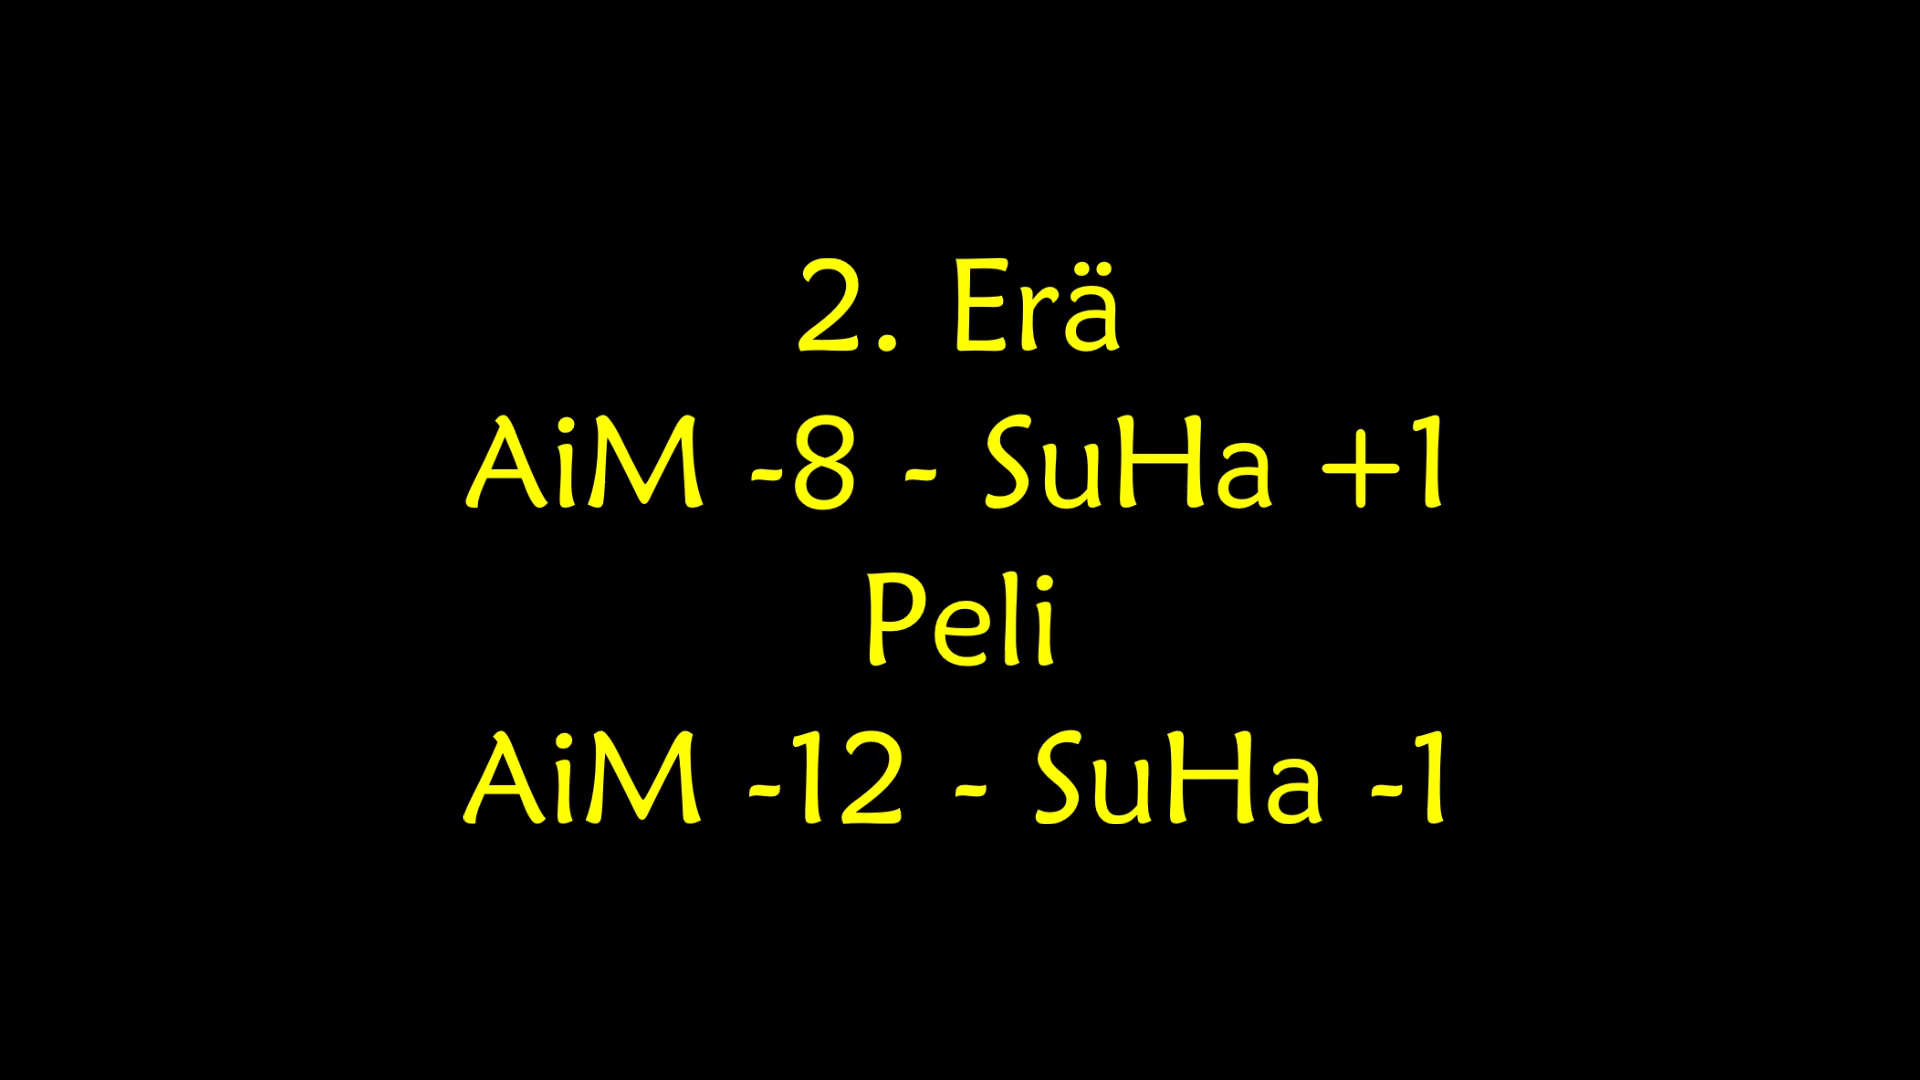 2. Erä
AiM -8 - SuHa +1
Peli
AiM -12 - SuHa -1